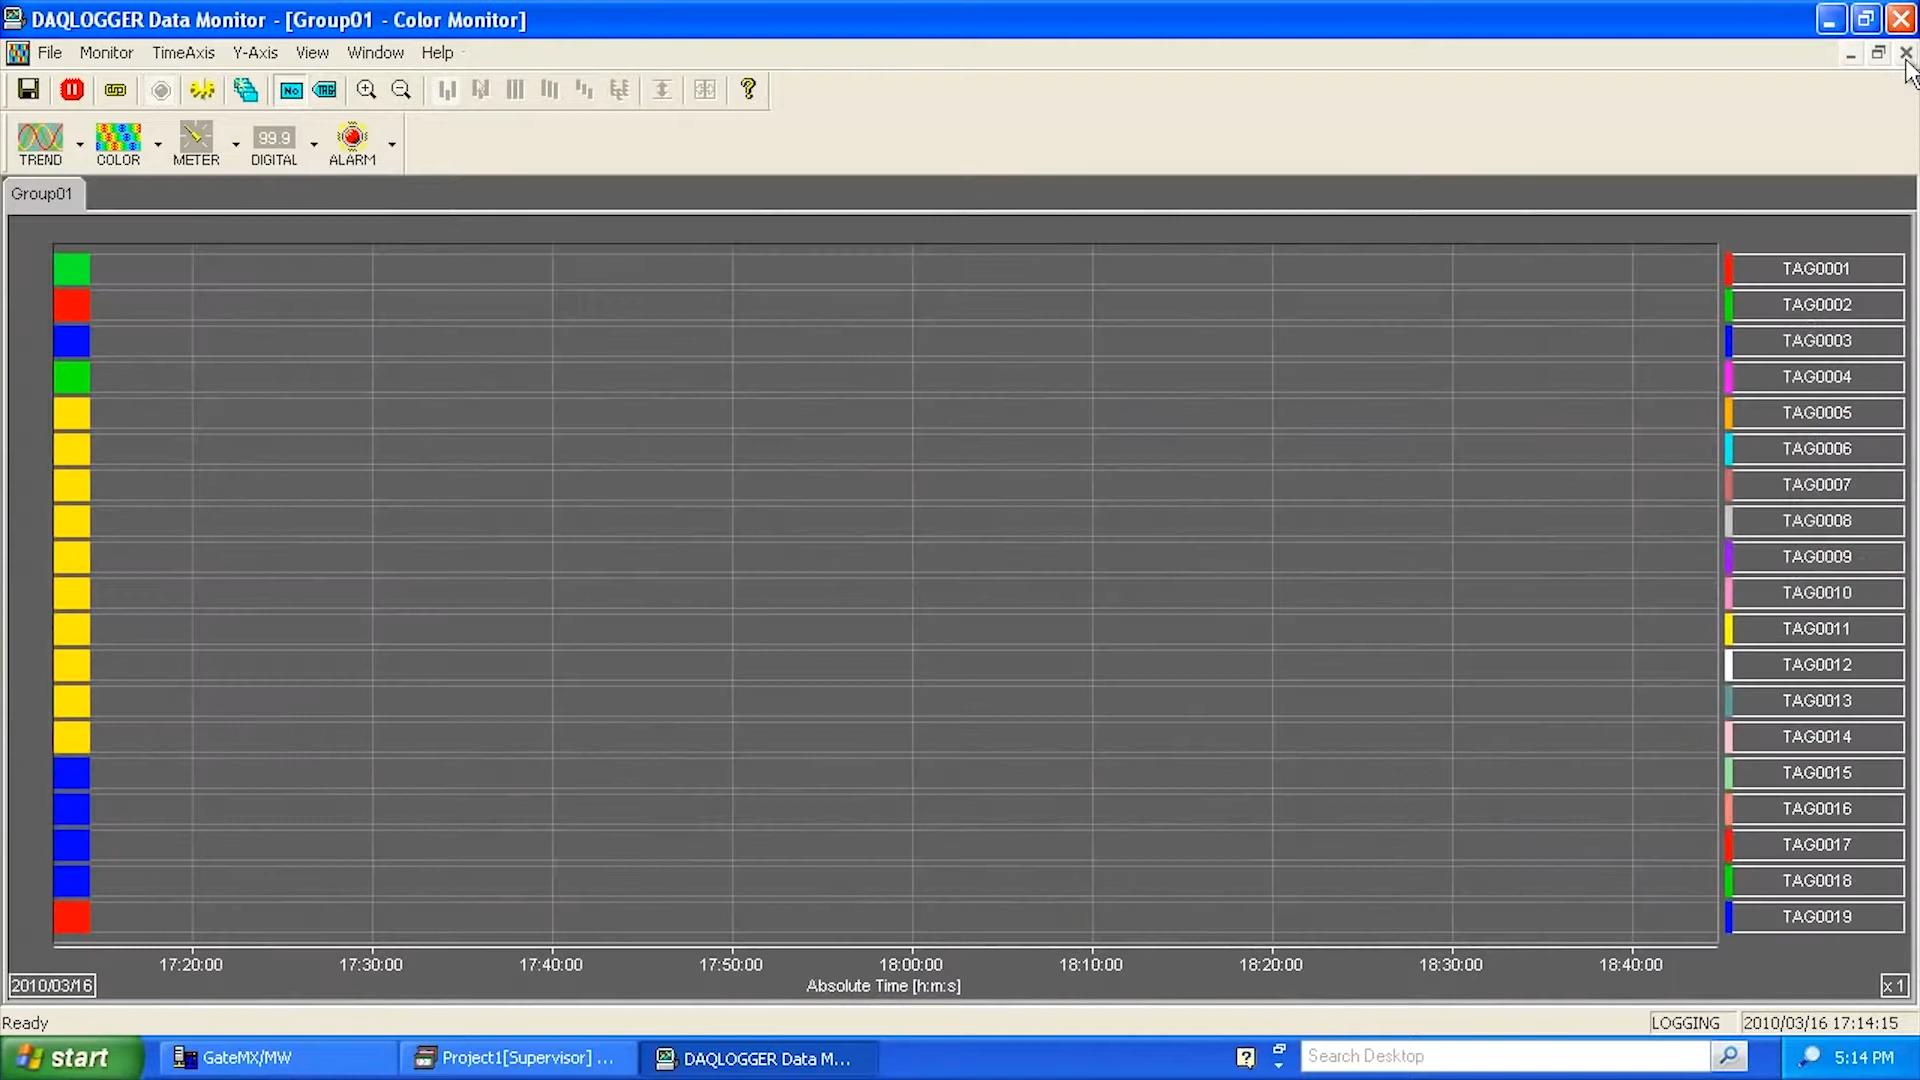 DAQLOGGER Data Monitor - [Group01 - Color Monitor]
File Monitor TimeAxis Y-Axis View Window Help
No TAG
99.9
TREND COLOR METER DIGITAL ALARM
Group01
TAG0001
TAG0002
TAG0003
TAG0004
TAG0005
TAG0006
TAG0007
TAG0008
TAG0009
TAG0010
TAG0011
TAG0012
TAG0013
TAG0014
TAG0015
TAG0016
TAG0017
TAG0018
TAG0019
17:20:00 17:30:00 17:40:00 17:50:00 18:00:00 18:10:00 18:20:00 18:30:00 18:40:00
2010/03/16 Absolute Time [h:m:s] x 1
Ready LOGGING 2010/03/16 17:14:15
start GateMX/MW Project1[Supervisor] ... DAQLOGGER Data M... Search Desktop 5:14 PM